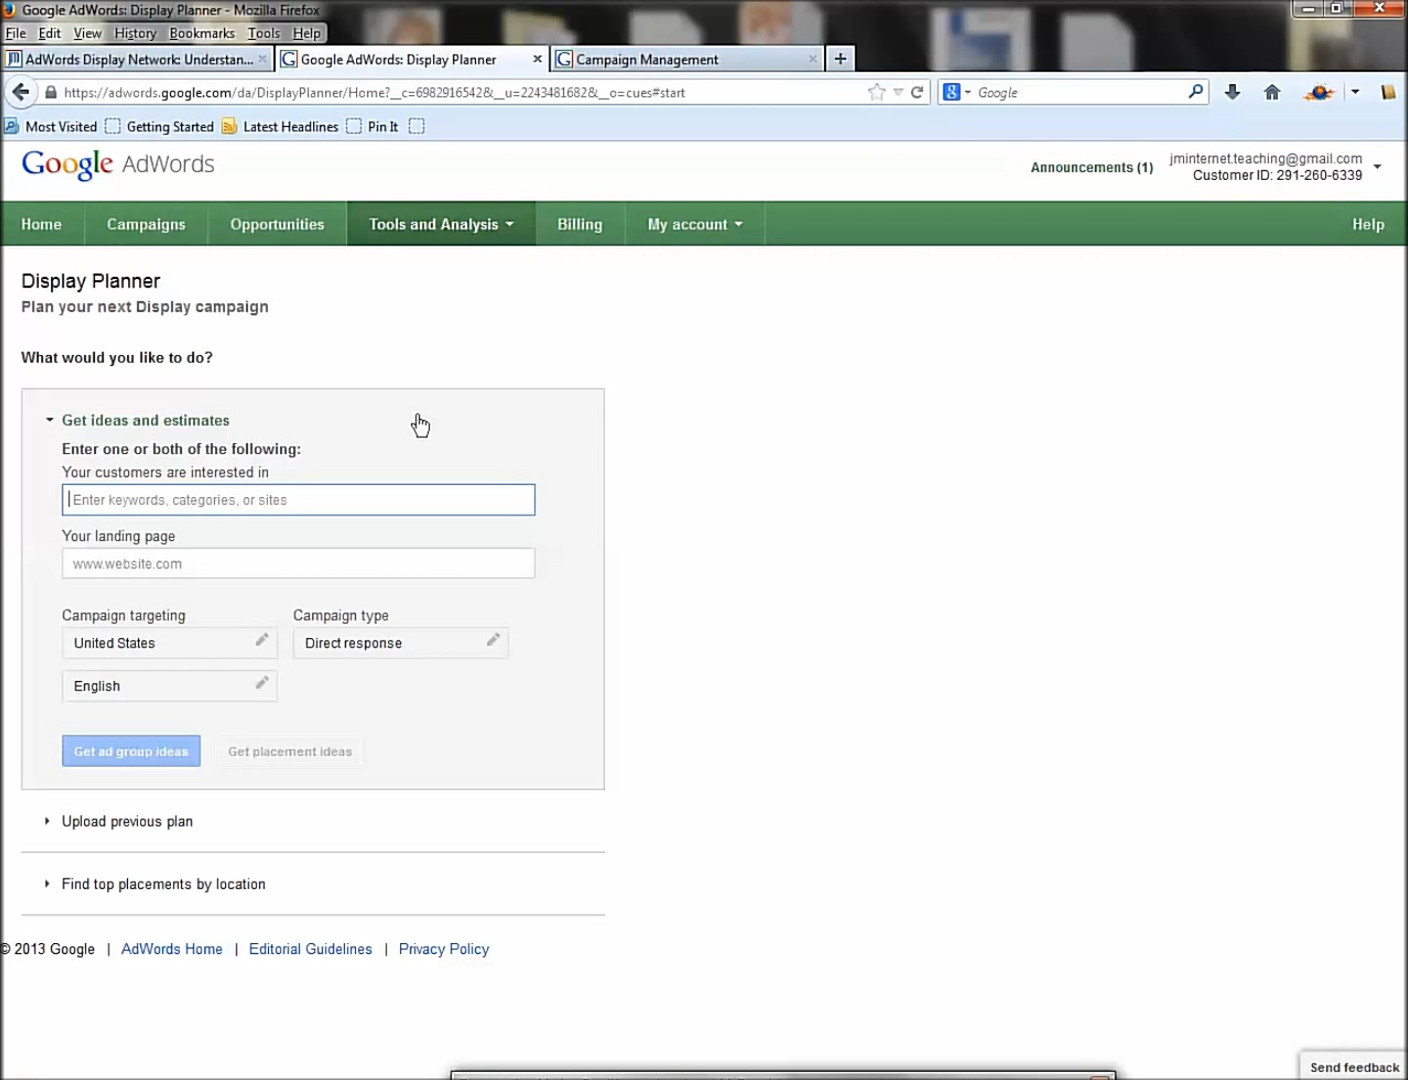 Google AdWords: Display Planner - Mozilla Firefox
File Edit View History Bookmarks Tools Help
AdWords Display Network: Understan... Google AdWords: Display Planner Campaign Management
https://adwords.google.com/da/DisplayPlanner/Home?__c=6982916542&__u=2243481682&__o=cues#start Google
Most Visited Getting Started Latest Headlines Pin It
Google AdWords
Announcements (1)
jminternet.teaching@gmail.com
Customer ID: 291-260-6339
Home Campaigns Opportunities Tools and Analysis Billing My account Help
Display Planner
Plan your next Display campaign
What would you like to do?
Get ideas and estimates
Enter one or both of the following:
Your customers are interested in
Enter keywords, categories, or sites
Your landing page
www.website.com
Campaign targeting Campaign type
United States Direct response
English
Get ad group ideas Get placement ideas
Upload previous plan
Find top placements by location
© 2013 Google | AdWords Home | Editorial Guidelines | Privacy Policy
Send feedback